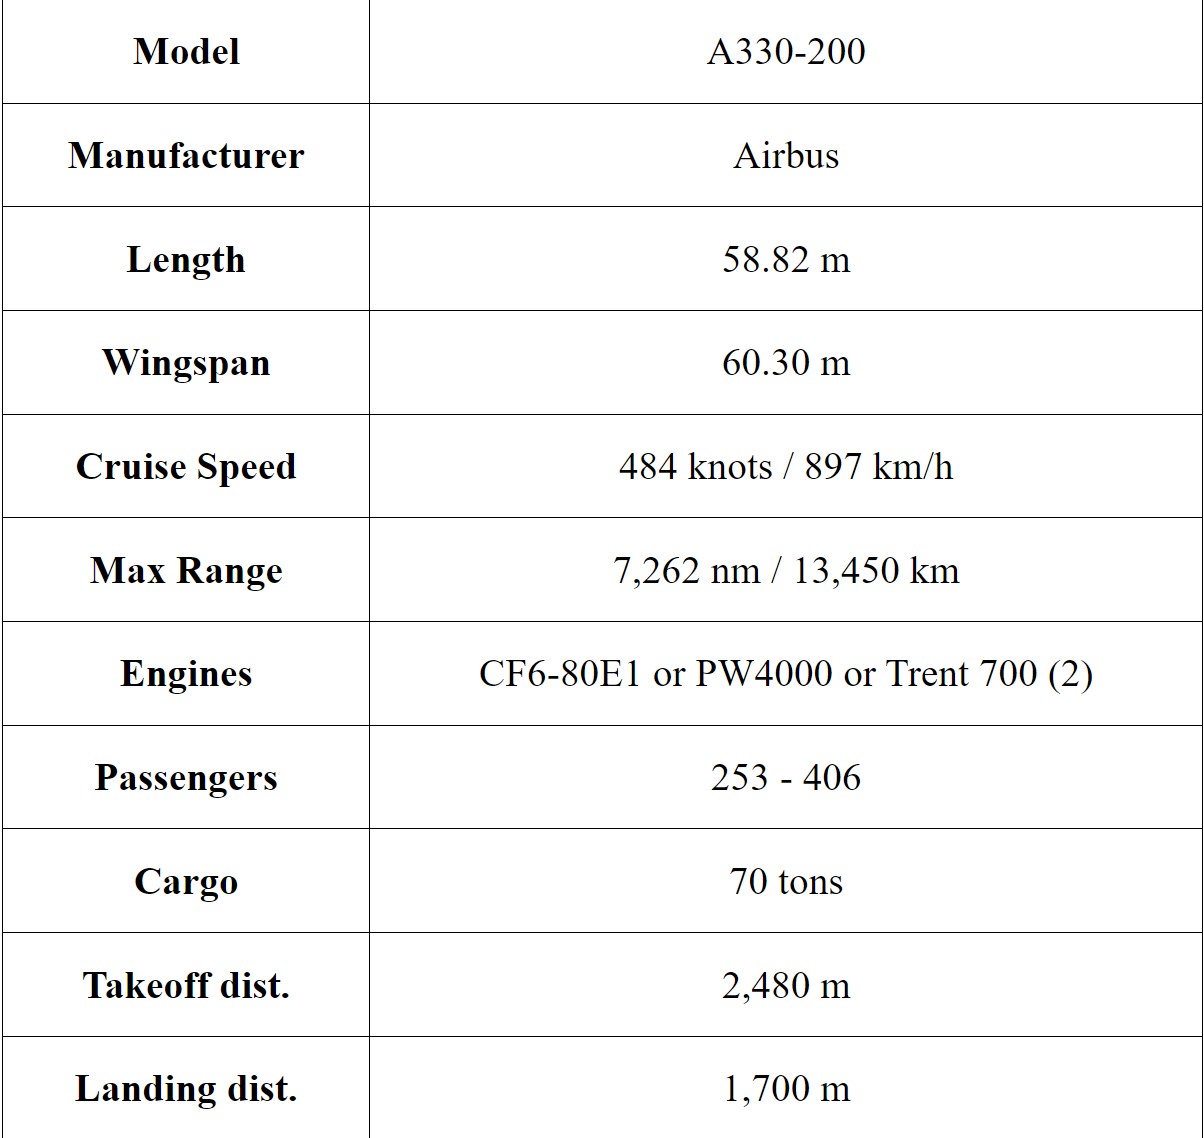 Model A330-200
Manufacturer Airbus
Length 58.82 m
Wingspan 60.30 m
Cruise Speed 484 knots / 897 km/h
Max Range 7,262 nm / 13,450 km
Engines CF6-80E1 or PW4000 or Trent 700 (2)
Passengers 253 - 406
Cargo 70 tons
Takeoff dist. 2,480 m
Landing dist. 1,700 m